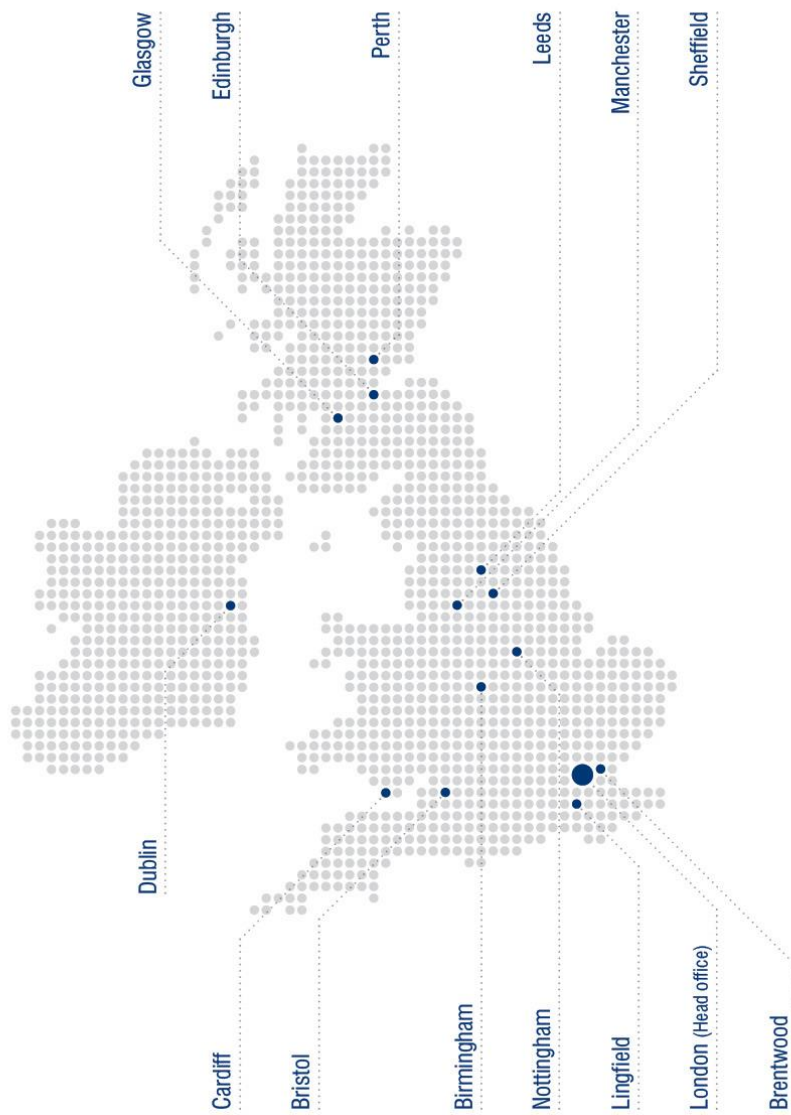 Glasgow
Edinburgh
Perth
Leeds
Manchester
Sheffield
Dublin
Cardiff
Bristol
Birmingham
Nottingham
Lingfield
London (Head office)
Brentwood